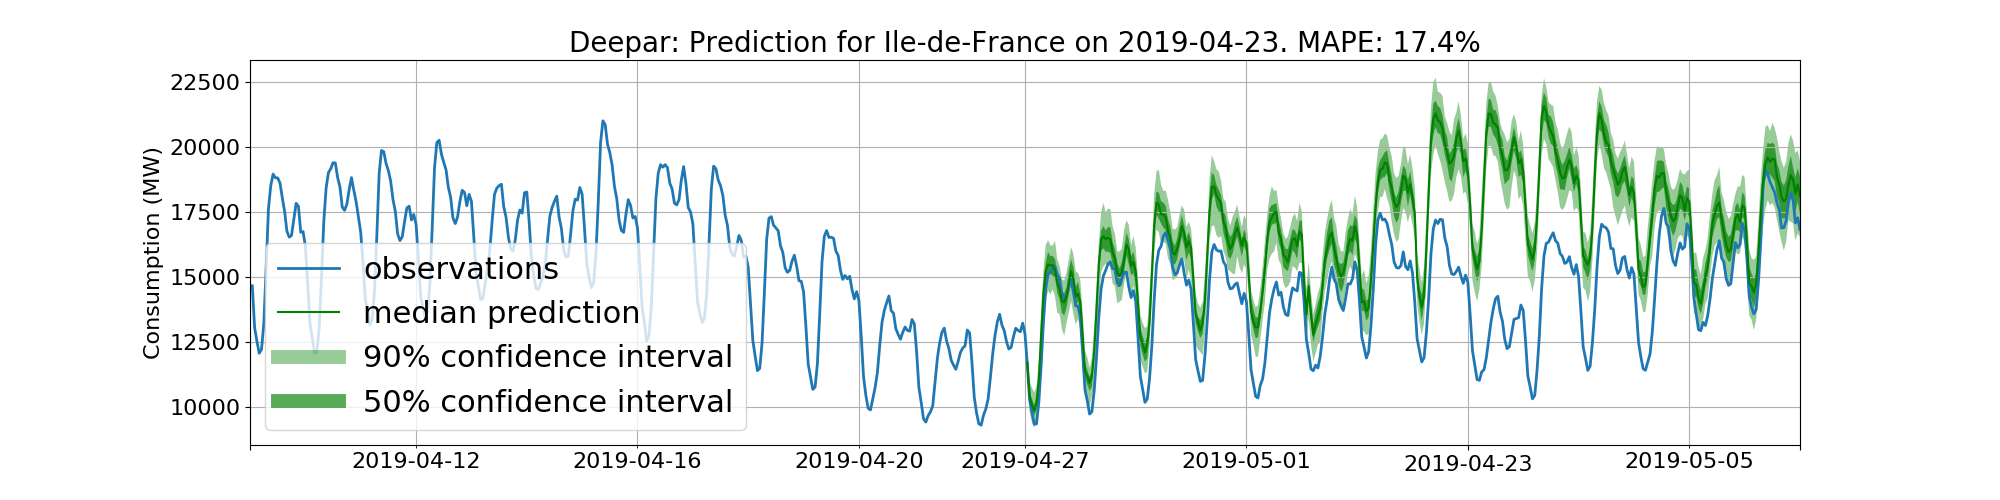 Deepar: Prediction for Ile-de-France on 2019-04-23. MAPE: 17.4%
Consumption (MW)
22500
20000
17500
15000
12500
10000
observations
median prediction
90% confidence interval
50% confidence interval
2019-04-12 2019-04-16 2019-04-20 2019-04-27 2019-05-01 2019-04-23 2019-05-05